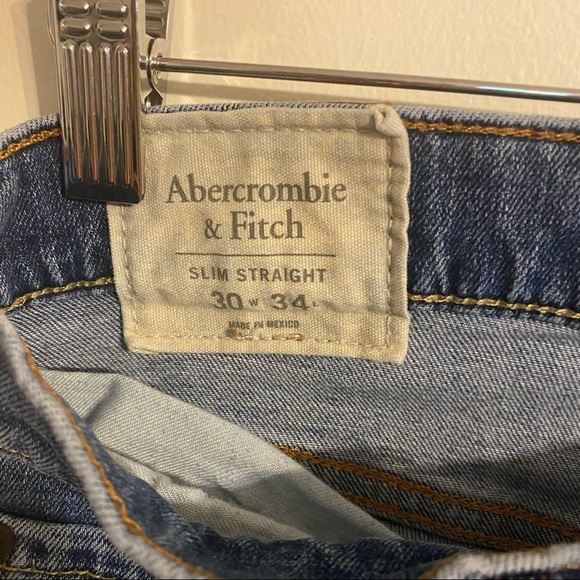 Abercrombie
& Fitch
SLIM STRAIGHT
30 W 34 L
MADE IN MEXICO